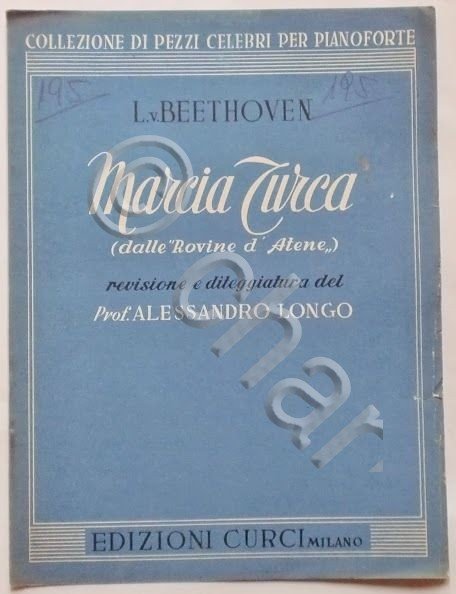 COLLEZIONE DI PEZZI CELEBRI PER PIANOFORTE
195 195
L.v.BEETHOVEN
Marcia Turca
(dalle "Rovine d'Atene„)
revisione e diteggiatura del
Prof. ALESSANDRO LONGO
© char
EDIZIONI CURCI MILANO